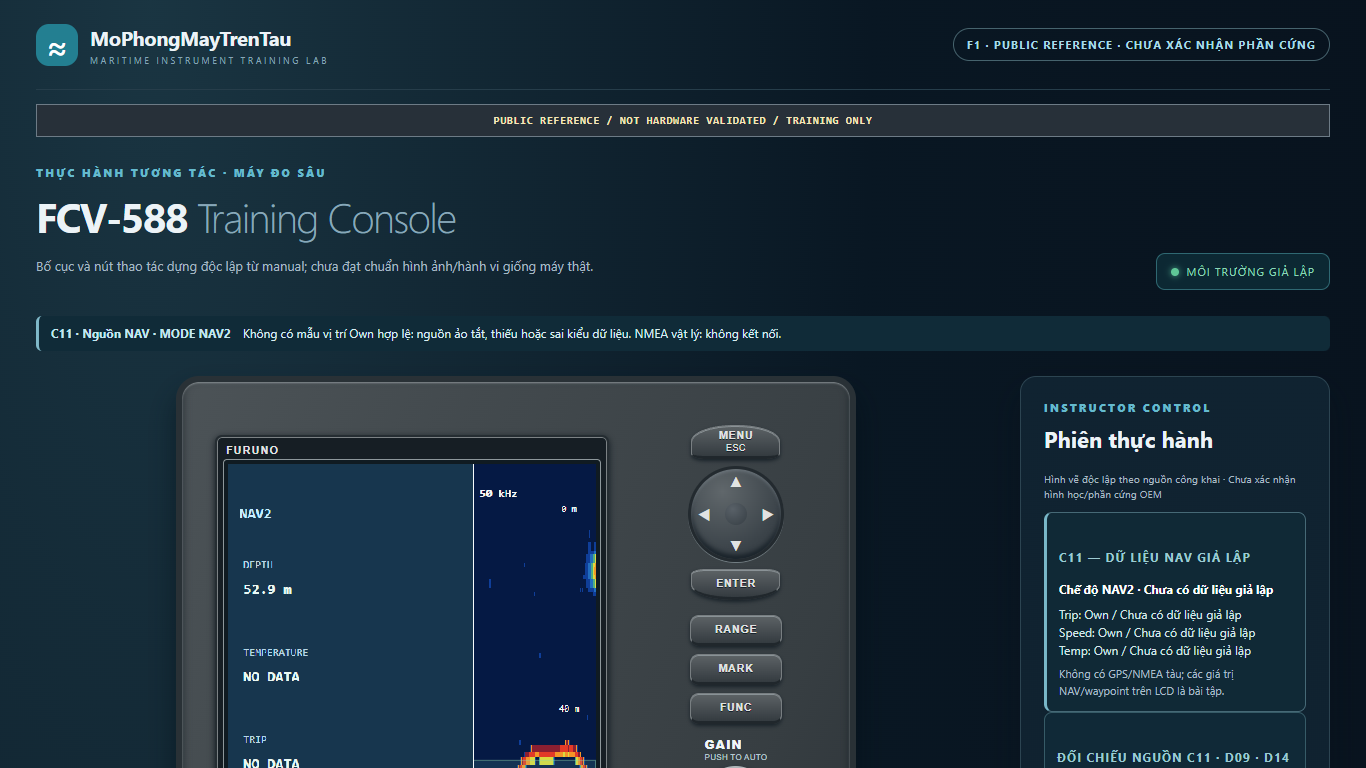 MoPhongMayTrenTau
MARITIME INSTRUMENT TRAINING LAB
F1 · PUBLIC REFERENCE · CHƯA XÁC NHẬN PHẦN CỨNG
PUBLIC REFERENCE / NOT HARDWARE VALIDATED / TRAINING ONLY
THỰC HÀNH TƯƠNG TÁC · MÁY ĐO SÂU
FCV-588 Training Console
Bố cục và nút thao tác dựng độc lập từ manual; chưa đạt chuẩn hình ảnh/hành vi giống máy thật.
MÔI TRƯỜNG GIẢ LẬP
C11 · Nguồn NAV · MODE NAV2 Không có mẫu vị trí Own hợp lệ: nguồn ảo tắt, thiếu hoặc sai kiểu dữ liệu. NMEA vật lý: không kết nối.
FURUNO
NAV2
DEPTH
52.9 m
TEMPERATURE
NO DATA
TRIP
NO DATA
50 kHz
0 m
40 m
MENU
ESC
ENTER
RANGE
MARK
FUNC
GAIN
PUSH TO AUTO
INSTRUCTOR CONTROL
Phiên thực hành
Hình vẽ độc lập theo nguồn công khai · Chưa xác nhận
hình học/phần cứng OEM
C11 — DỮ LIỆU NAV GIẢ LẬP
Chế độ NAV2 · Chưa có dữ liệu giả lập
Trip: Own / Chưa có dữ liệu giả lập
Speed: Own / Chưa có dữ liệu giả lập
Temp: Own / Chưa có dữ liệu giả lập
Không có GPS/NMEA tàu; các giá trị
NAV/waypoint trên LCD là bài tập.
ĐỐI CHIẾU NGUỒN C11 · D09 · D14